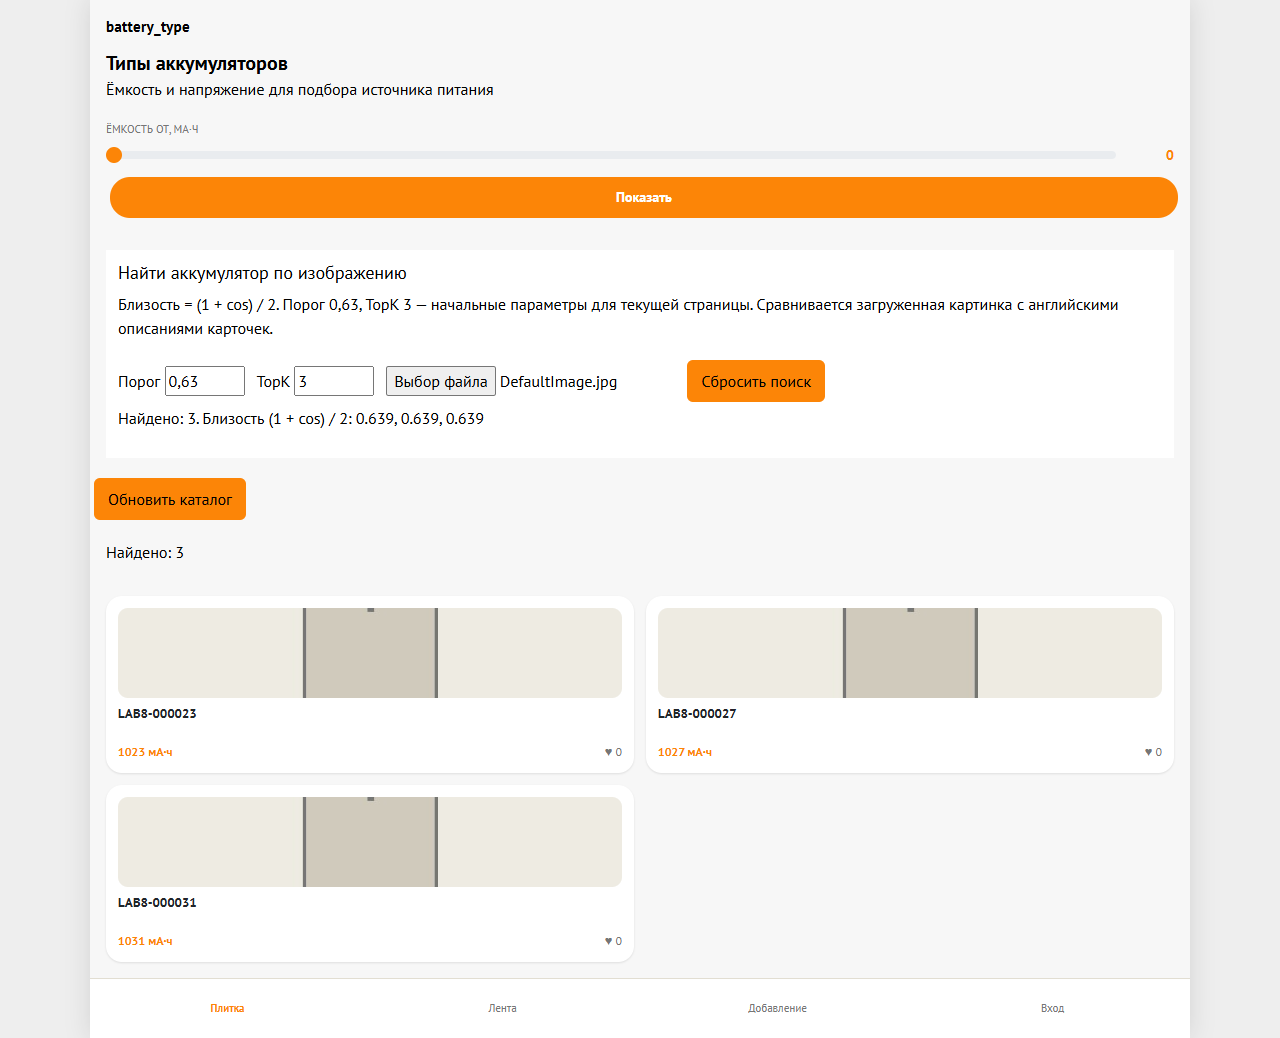 battery_type
Типы аккумуляторов
Ёмкость и напряжение для подбора источника питания
ЁМКОСТЬ ОТ, МА·Ч
0
Показать
Найти аккумулятор по изображению
Близость = (1 + cos) / 2. Порог 0,63, TopK 3 — начальные параметры для текущей страницы. Сравнивается загруженная картинка с английскими
описаниями карточек.
Порог 0,63 TopK 3 Выбор файла DefaultImage.jpg Сбросить поиск
Найдено: 3. Близость (1 + cos) / 2: 0.639, 0.639, 0.639
Обновить каталог
Найдено: 3
LAB8-000023
1023 мА·ч ♥ 0
LAB8-000027
1027 мА·ч ♥ 0
LAB8-000031
1031 мА·ч ♥ 0
Плитка Лента Добавление Вход